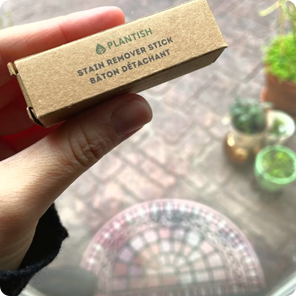 PLANTISH
STAIN REMOVER STICK
BÂTON DÉTACHANT